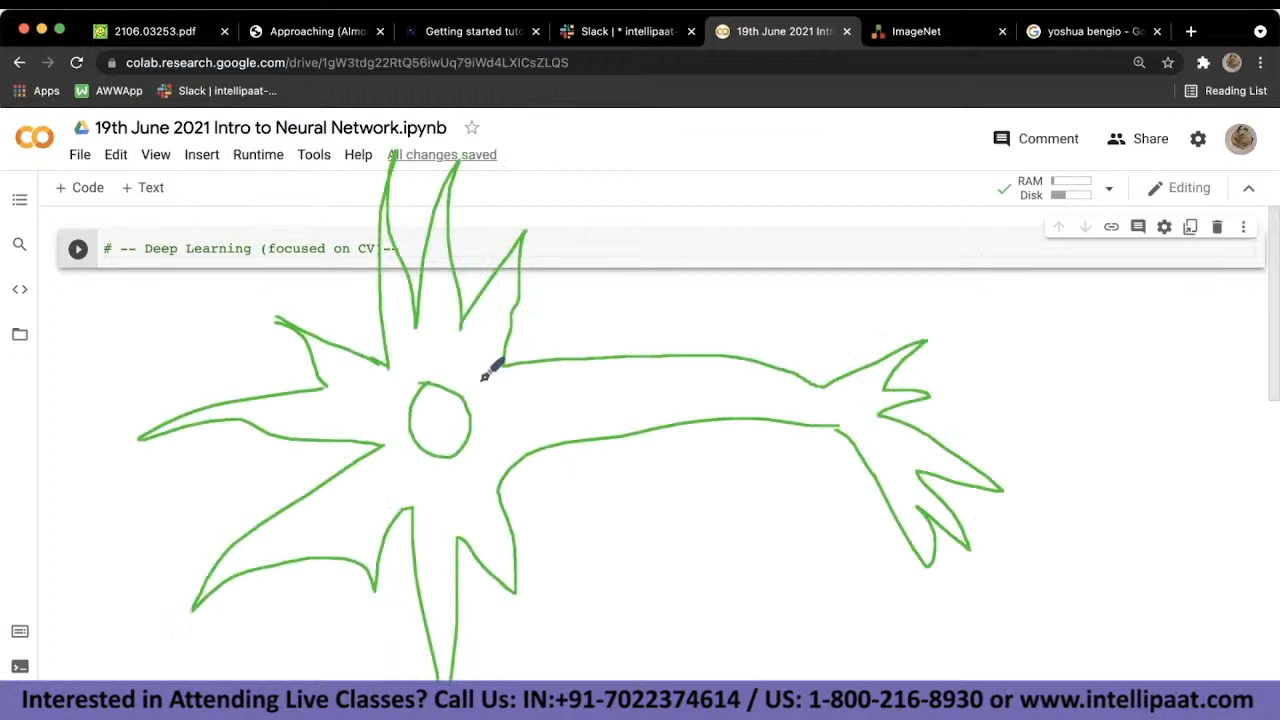 2106.03253.pdf
Approaching (Almo
Getting started tuto
Slack | * intellipaat-
19th June 2021 Intr
ImageNet
yoshua bengio - Go
colab.research.google.com/drive/1gW3tdg22RtQ56iwUq79iWd4LXICsZLQS
Apps
AWWApp
Slack | intellipaat-...
Reading List
19th June 2021 Intro to Neural Network.ipynb
File Edit View Insert Runtime Tools Help All changes saved
Comment
Share
+ Code + Text
RAM
Disk
Editing
# -- Deep Learning (focused on CV)--
Interested in Attending Live Classes? Call Us: IN:+91-7022374614 / US: 1-800-216-8930 or www.intellipaat.com